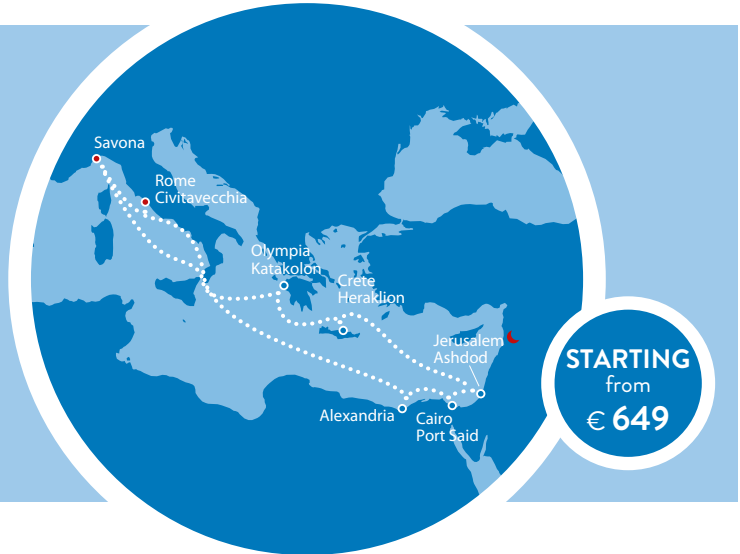 Savona
Rome
Civitavecchia
Olympia
Katakolon
Crete
Heraklion
Jerusalem
Ashdod
Alexandria
Cairo
Port Said
STARTING
from
€ 649